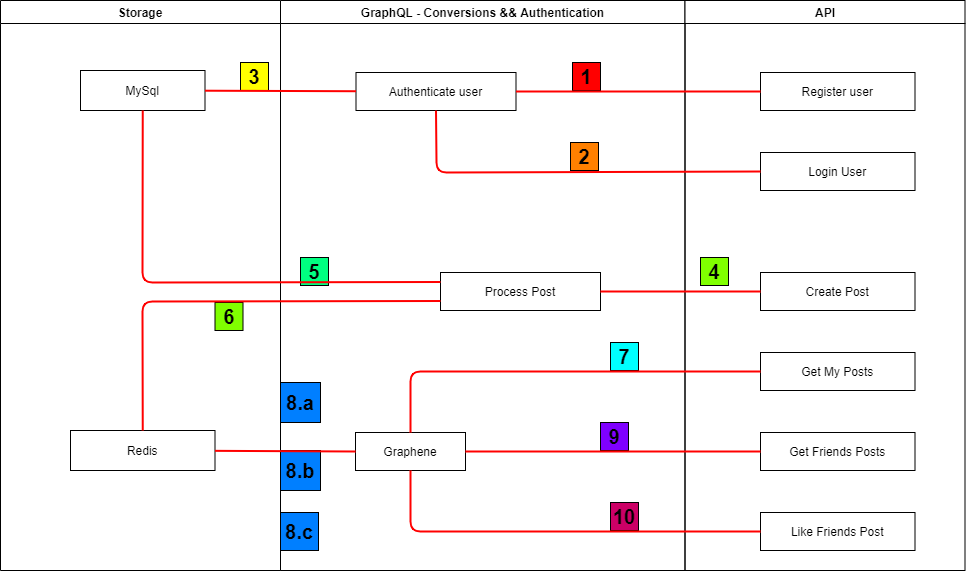 Storage
GraphQL - Conversions && Authentication
API
3
1
MySql
Authenticate user
Register user
2
Login User
5
4
Process Post
Create Post
6
7
Get My Posts
8.a
9
Redis
Graphene
Get Friends Posts
8.b
10
8.c
Like Friends Post